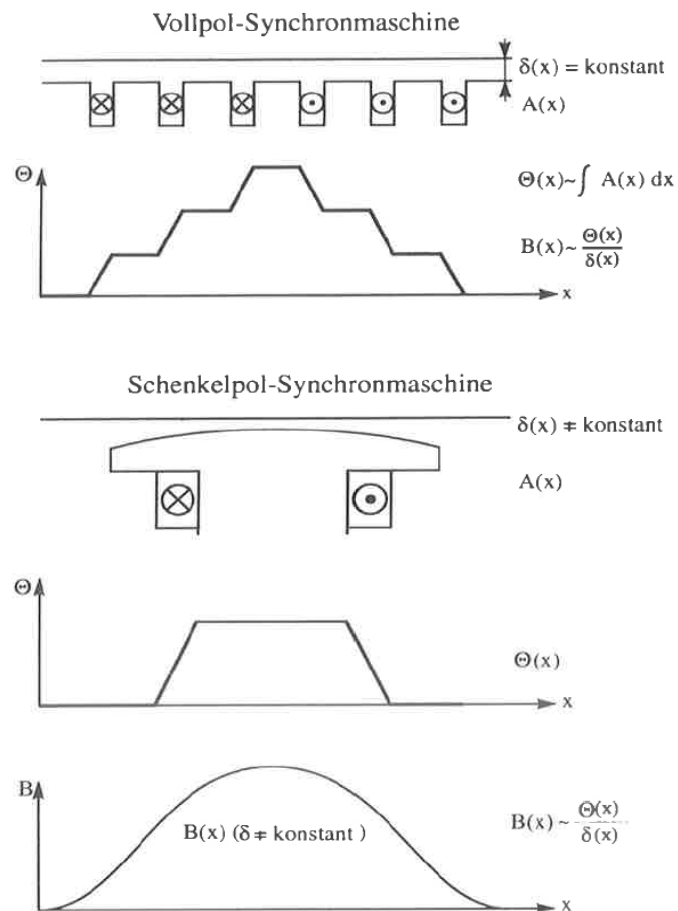 Vollpol-Synchronmaschine
δ(x) = konstant
A(x)
Θ
Θ(x)~∫ A(x) dx
B(x)~ Θ(x)/δ(x)
x
Schenkelpol-Synchronmaschine
δ(x) ≠ konstant
A(x)
Θ
Θ(x)
x
B
B(x) (δ ≠ konstant )
B(x) ~ Θ(x)/δ(x)
x